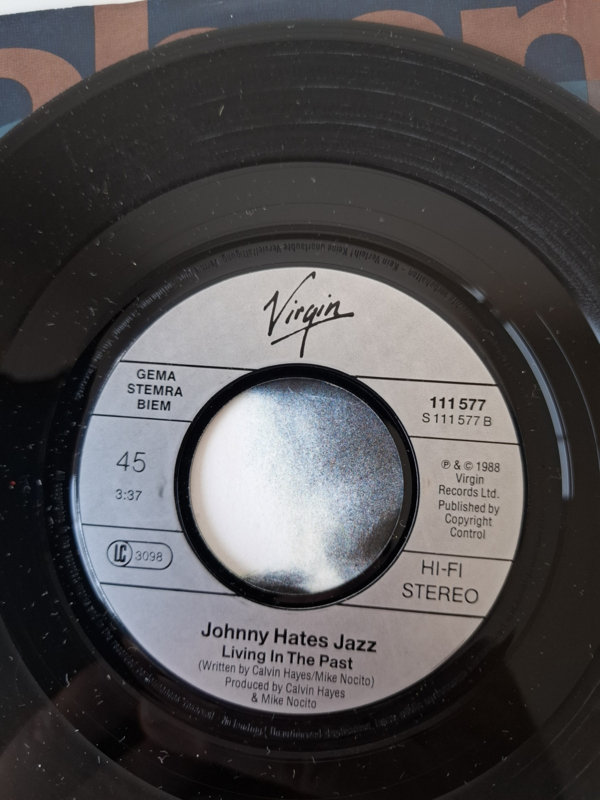 Virgin
GEMA
STEMRA
BIEM
111 577
S 111 577 B
45
3:37
℗ & © 1988
Virgin
Records Ltd.
Published by
Copyright
Control
LC 3098
HI-FI
STEREO
Johnny Hates Jazz
Living In The Past
(Written by Calvin Hayes/Mike Nocito)
Produced by Calvin Hayes
& Mike Nocito